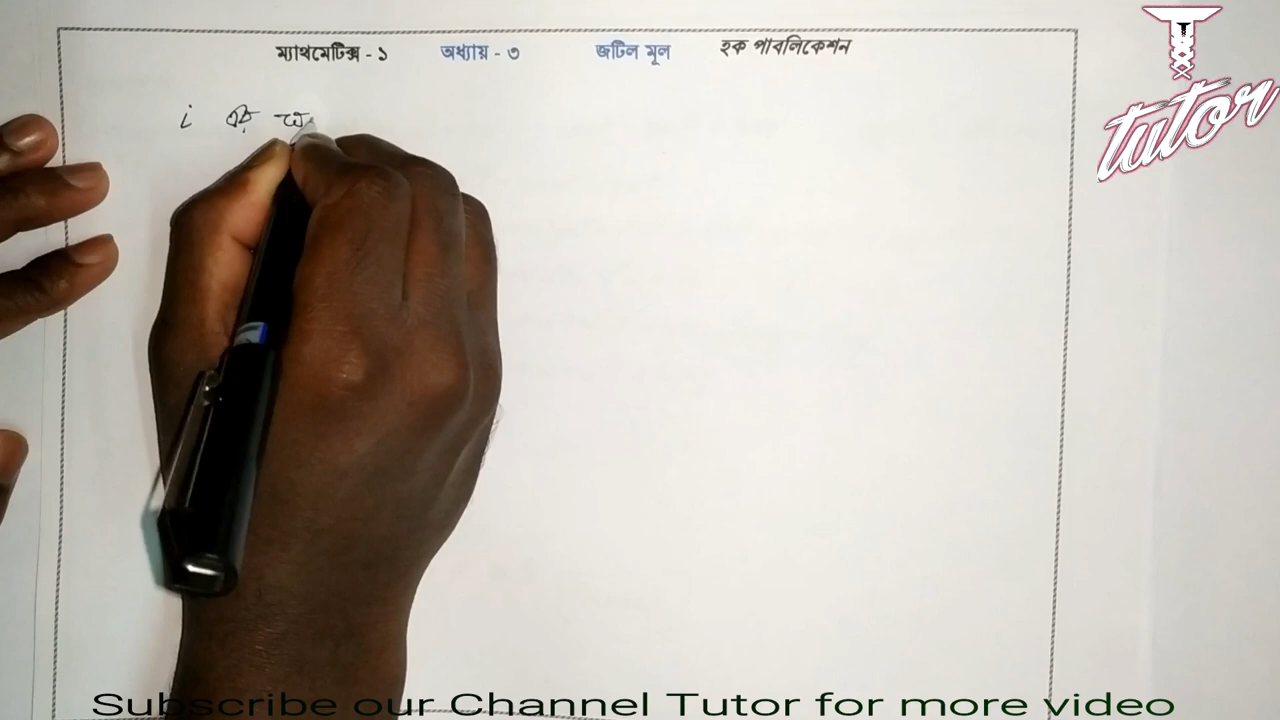 ম্যাথমেটিক্স - ১ অধ্যায় - ৩ জটিল মূল হক পাবলিকেশন
i এর
tutor
Subscribe our Channel Tutor for more video